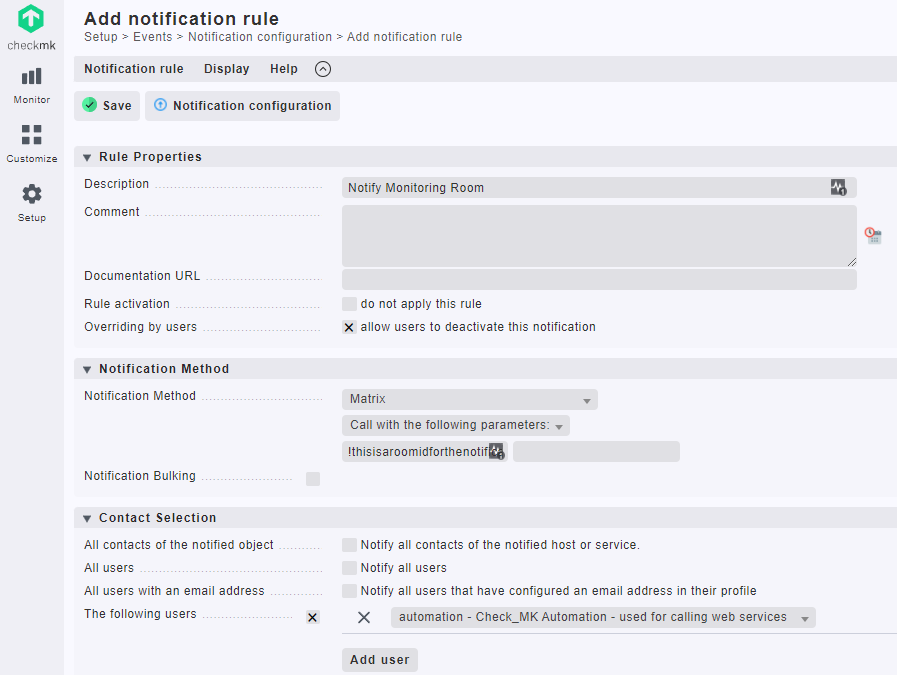 Add notification rule
Setup > Events > Notification configuration > Add notification rule
checkmk
Monitor
Customize
Setup
Notification rule Display Help
Save Notification configuration
Rule Properties
Description Notify Monitoring Room
Comment
Documentation URL
Rule activation do not apply this rule
Overriding by users allow users to deactivate this notification
Notification Method
Notification Method Matrix
Call with the following parameters:
!thisisaroomidforthenotifi
Notification Bulking
Contact Selection
All contacts of the notified object Notify all contacts of the notified host or service.
All users Notify all users
All users with an email address Notify all users that have configured an email address in their profile
The following users automation - Check_MK Automation - used for calling web services
Add user